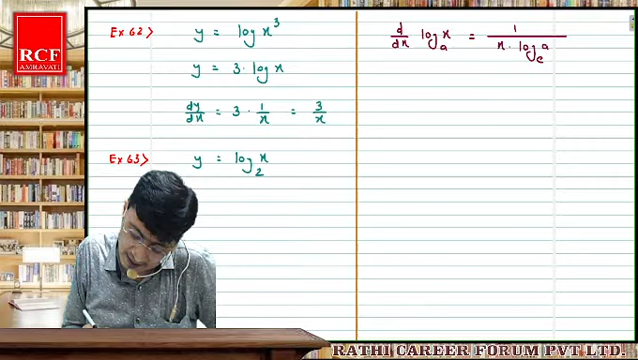 RCF
AMRAVATI
Ex.62> y = log x³
y = 3 · log x
dy/dx = 3 · 1/x = 3/x
Ex.63> y = log₂ x
d/dx logₐ x = 1/(x · logₑ a)
RATHI CAREER FORUM PVT LTD.